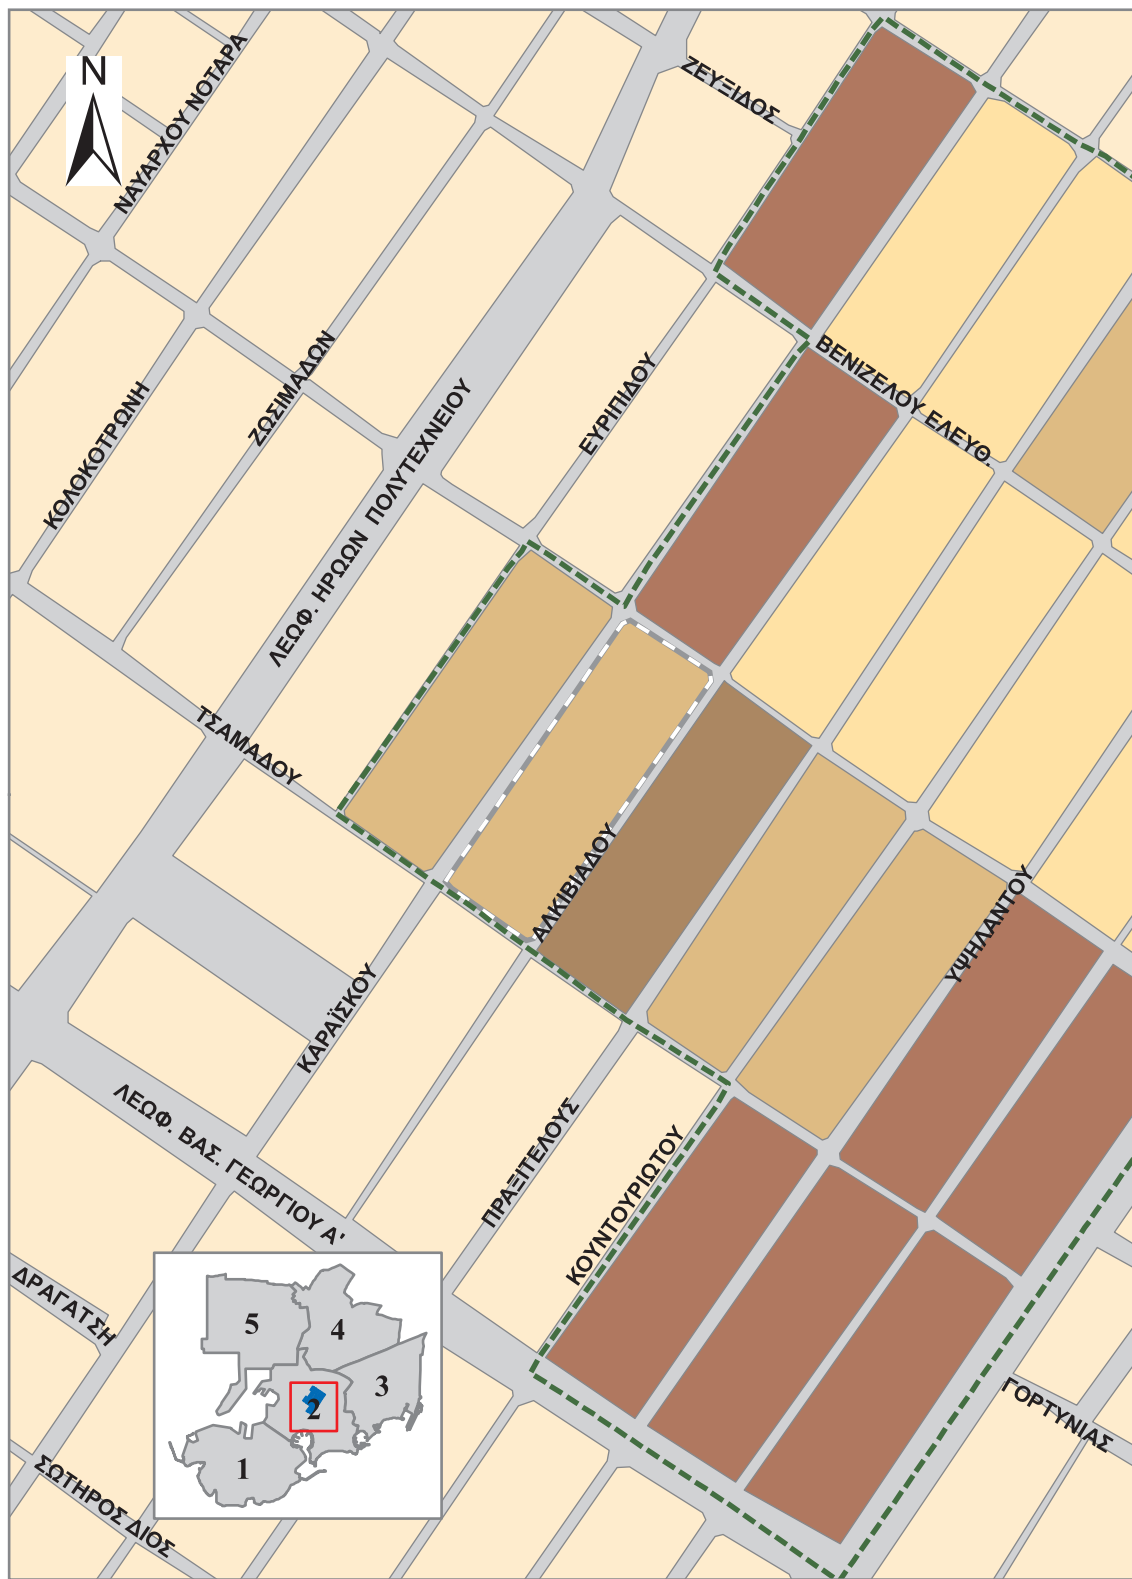 N
ΝΑΥΑΡΧΟΥ ΝΟΤΑΡΑ
ΖΕΥΞΙΔΟΣ
ΒΕΝΙΖΕΛΟΥ ΕΛΕΥΘ.
ΚΟΛΟΚΟΤΡΩΝΗ
ΖΩΣΙΜΑΔΩΝ
ΛΕΩΦ. ΗΡΩΩΝ ΠΟΛΥΤΕΧΝΕΙΟΥ
ΕΥΡΙΠΙΔΟΥ
ΤΣΑΜΑΔΟΥ
ΑΛΚΙΒΙΑΔΟΥ
ΥΨΗΛΑΝΤΟΥ
ΚΑΡΑΪΣΚΟΥ
ΛΕΩΦ. ΒΑΣ. ΓΕΩΡΓΙΟΥ Α'
ΠΡΑΞΙΤΕΛΟΥΣ
ΚΟΥΝΤΟΥΡΙΩΤΟΥ
ΔΡΑΓΑΤΣΗ
ΓΟΡΤΥΝΙΑΣ
ΣΩΤΗΡΟΣ ΔΙΟΣ
5
4
3
2
1